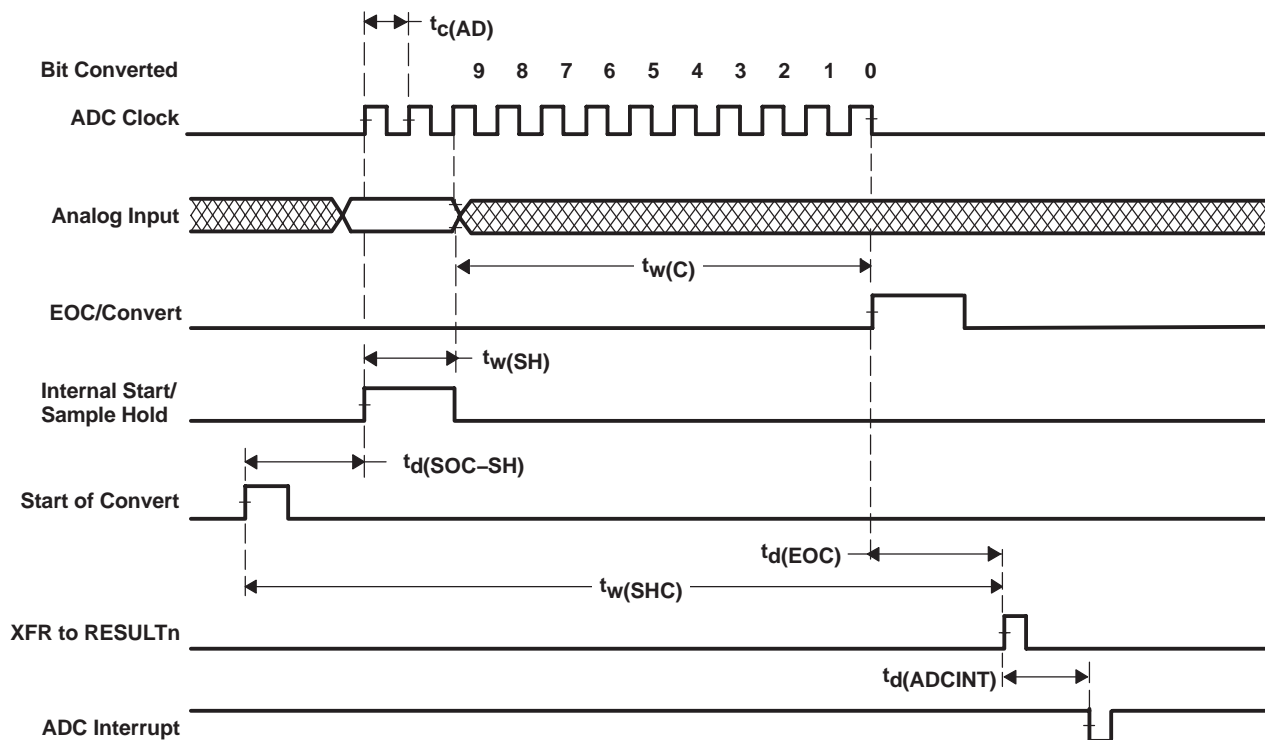 tc(AD)
Bit Converted 9 8 7 6 5 4 3 2 1 0
ADC Clock
Analog Input
tw(C)
EOC/Convert
tw(SH)
Internal Start/
Sample Hold
td(SOC–SH)
Start of Convert
td(EOC)
tw(SHC)
XFR to RESULTn
td(ADCINT)
ADC Interrupt